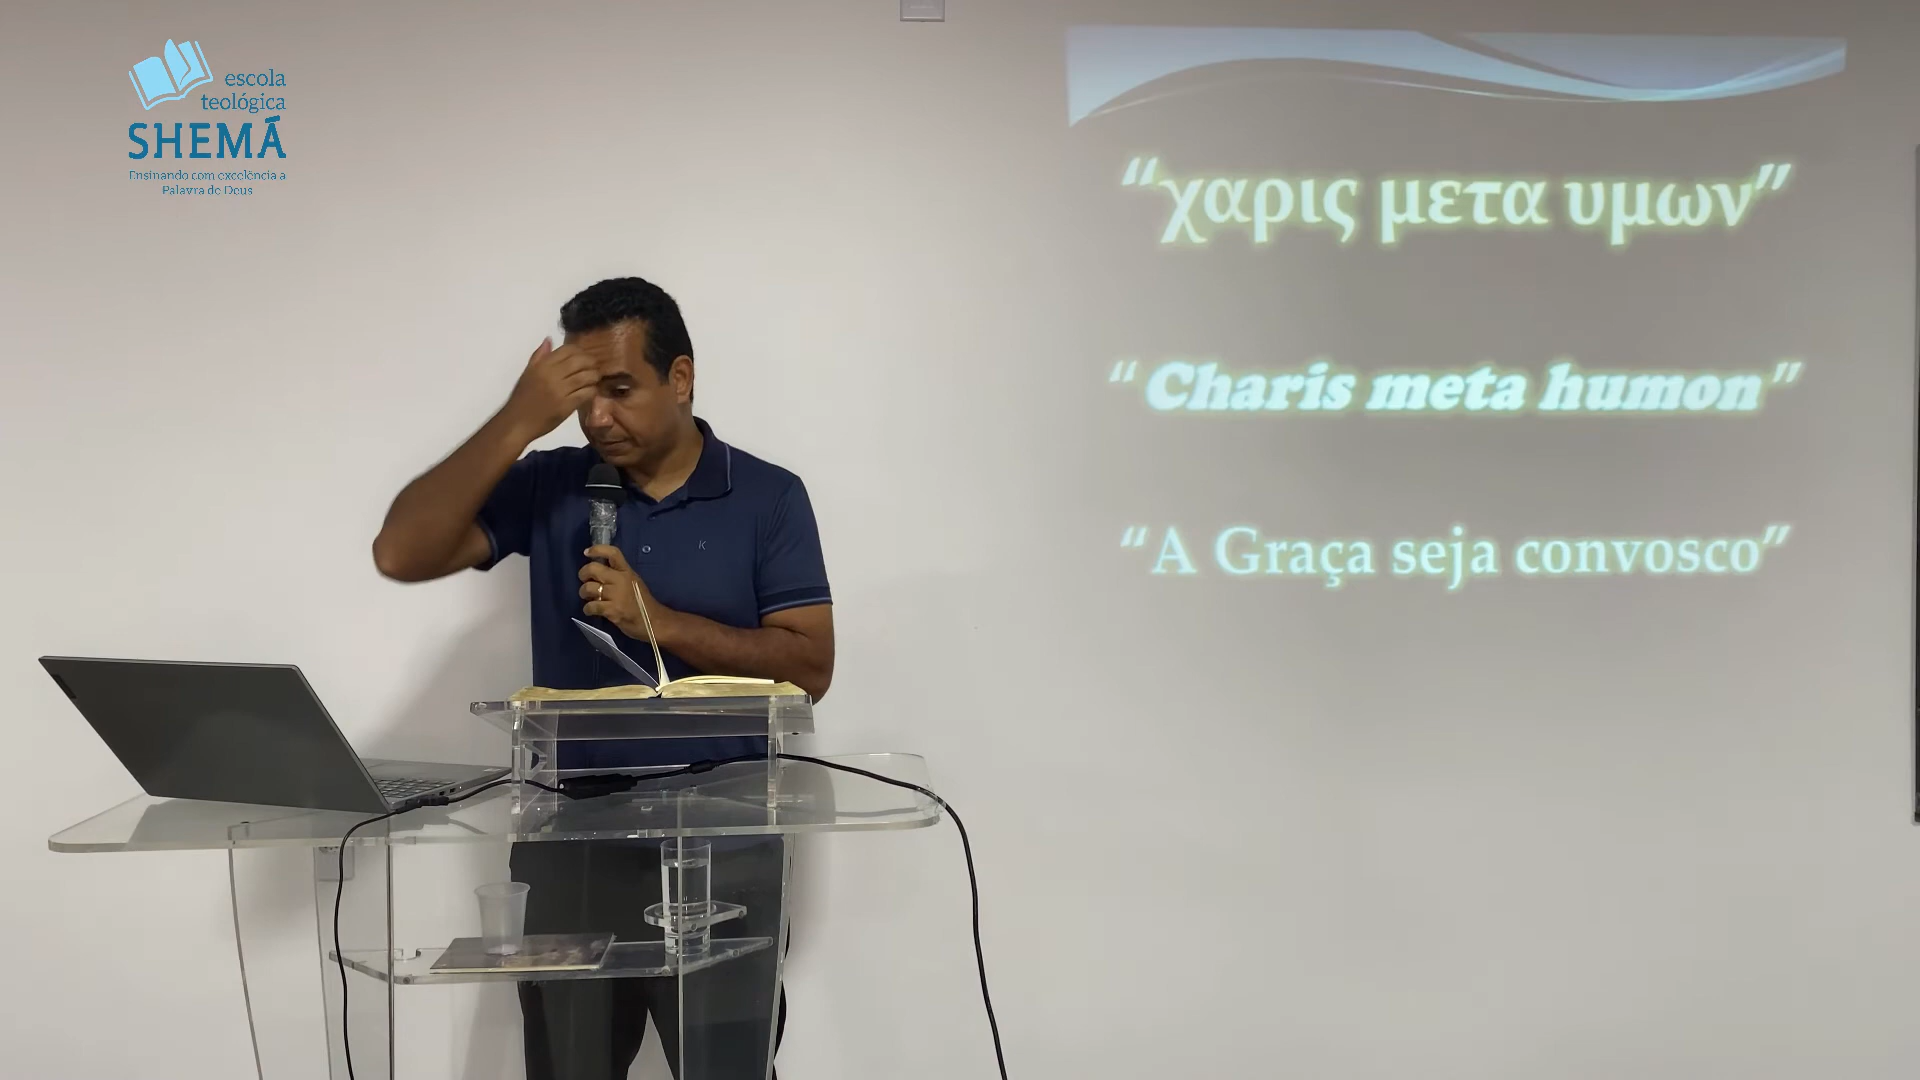 escola
teológica
SHEMÁ
Ensinando com excelência a
Palavra de Deus
“χαρις μετα υμων”
“Charis meta humon”
“A Graça seja convosco”
K